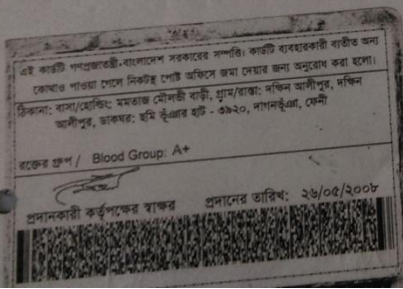 এই কার্ডটি গণপ্রজাতন্ত্রী বাংলাদেশ সরকারের সম্পত্তি। কার্ডটি ব্যবহারকারী ব্যতীত অন্য
কোথাও পাওয়া গেলে নিকটস্থ পোষ্ট অফিসে জমা দেয়ার জন্য অনুরোধ করা হলো।
ঠিকানা: বাসা/হোল্ডিং: মমতাজ মৌলভী বাড়ী, গ্রাম/রাস্তা: দক্ষিন আলীপুর, দক্ষিন
আলীপুর, ডাকঘর: ছমি ভূঁঞার হাট - ৩৯২০, দাগনভূঁঞা, ফেনী
রক্তের গ্রুপ / Blood Group: A+
প্রদানকারী কর্তৃপক্ষের স্বাক্ষর প্রদানের তারিখ: ২৬/০৫/২০০৮